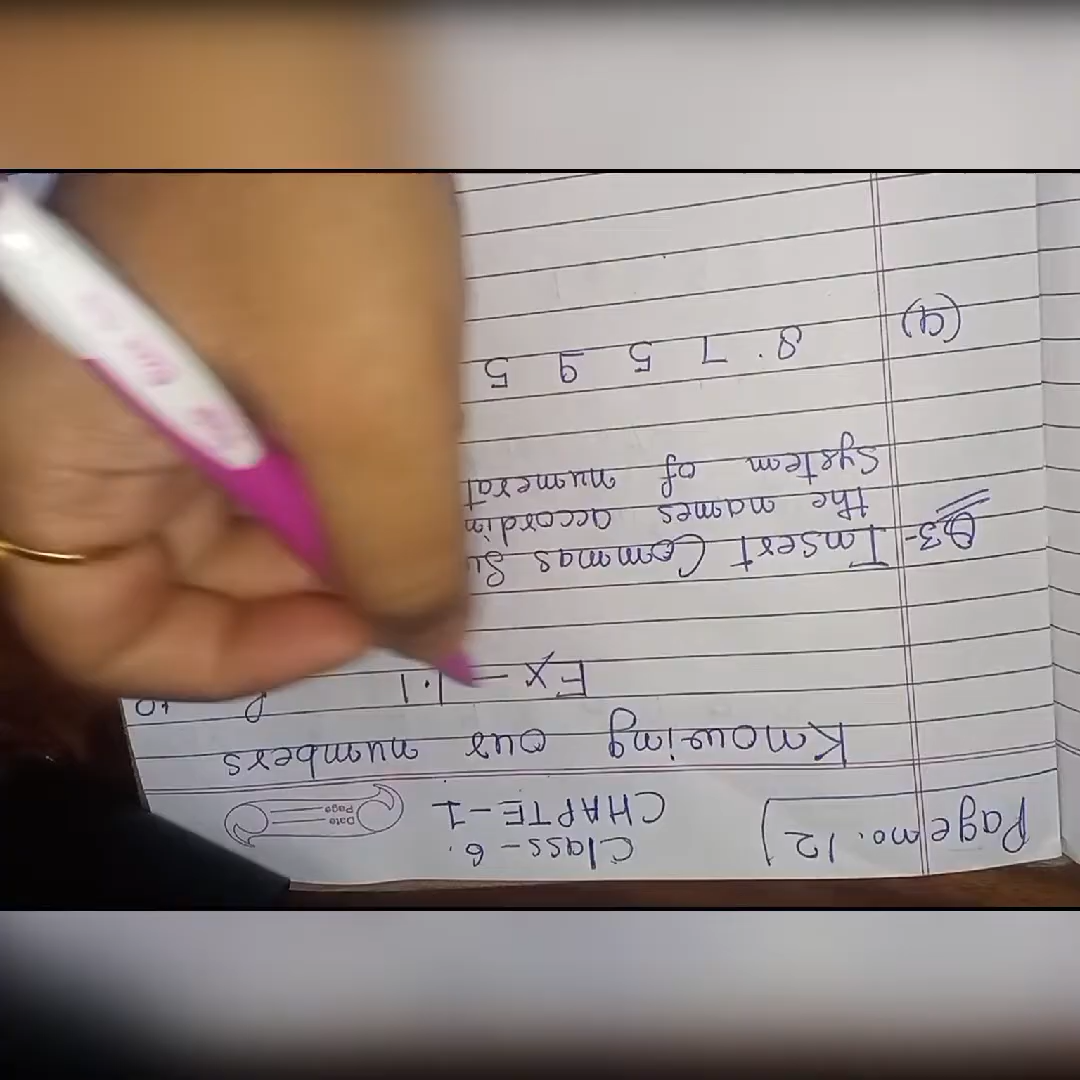 Page no. 12
Class - 6.
CHAPTE-1
Date
Page
Knowing our numbers
Ex - 1.1
Q3- Insert Commas
the names
System of
(a) 8 7 5 9 5